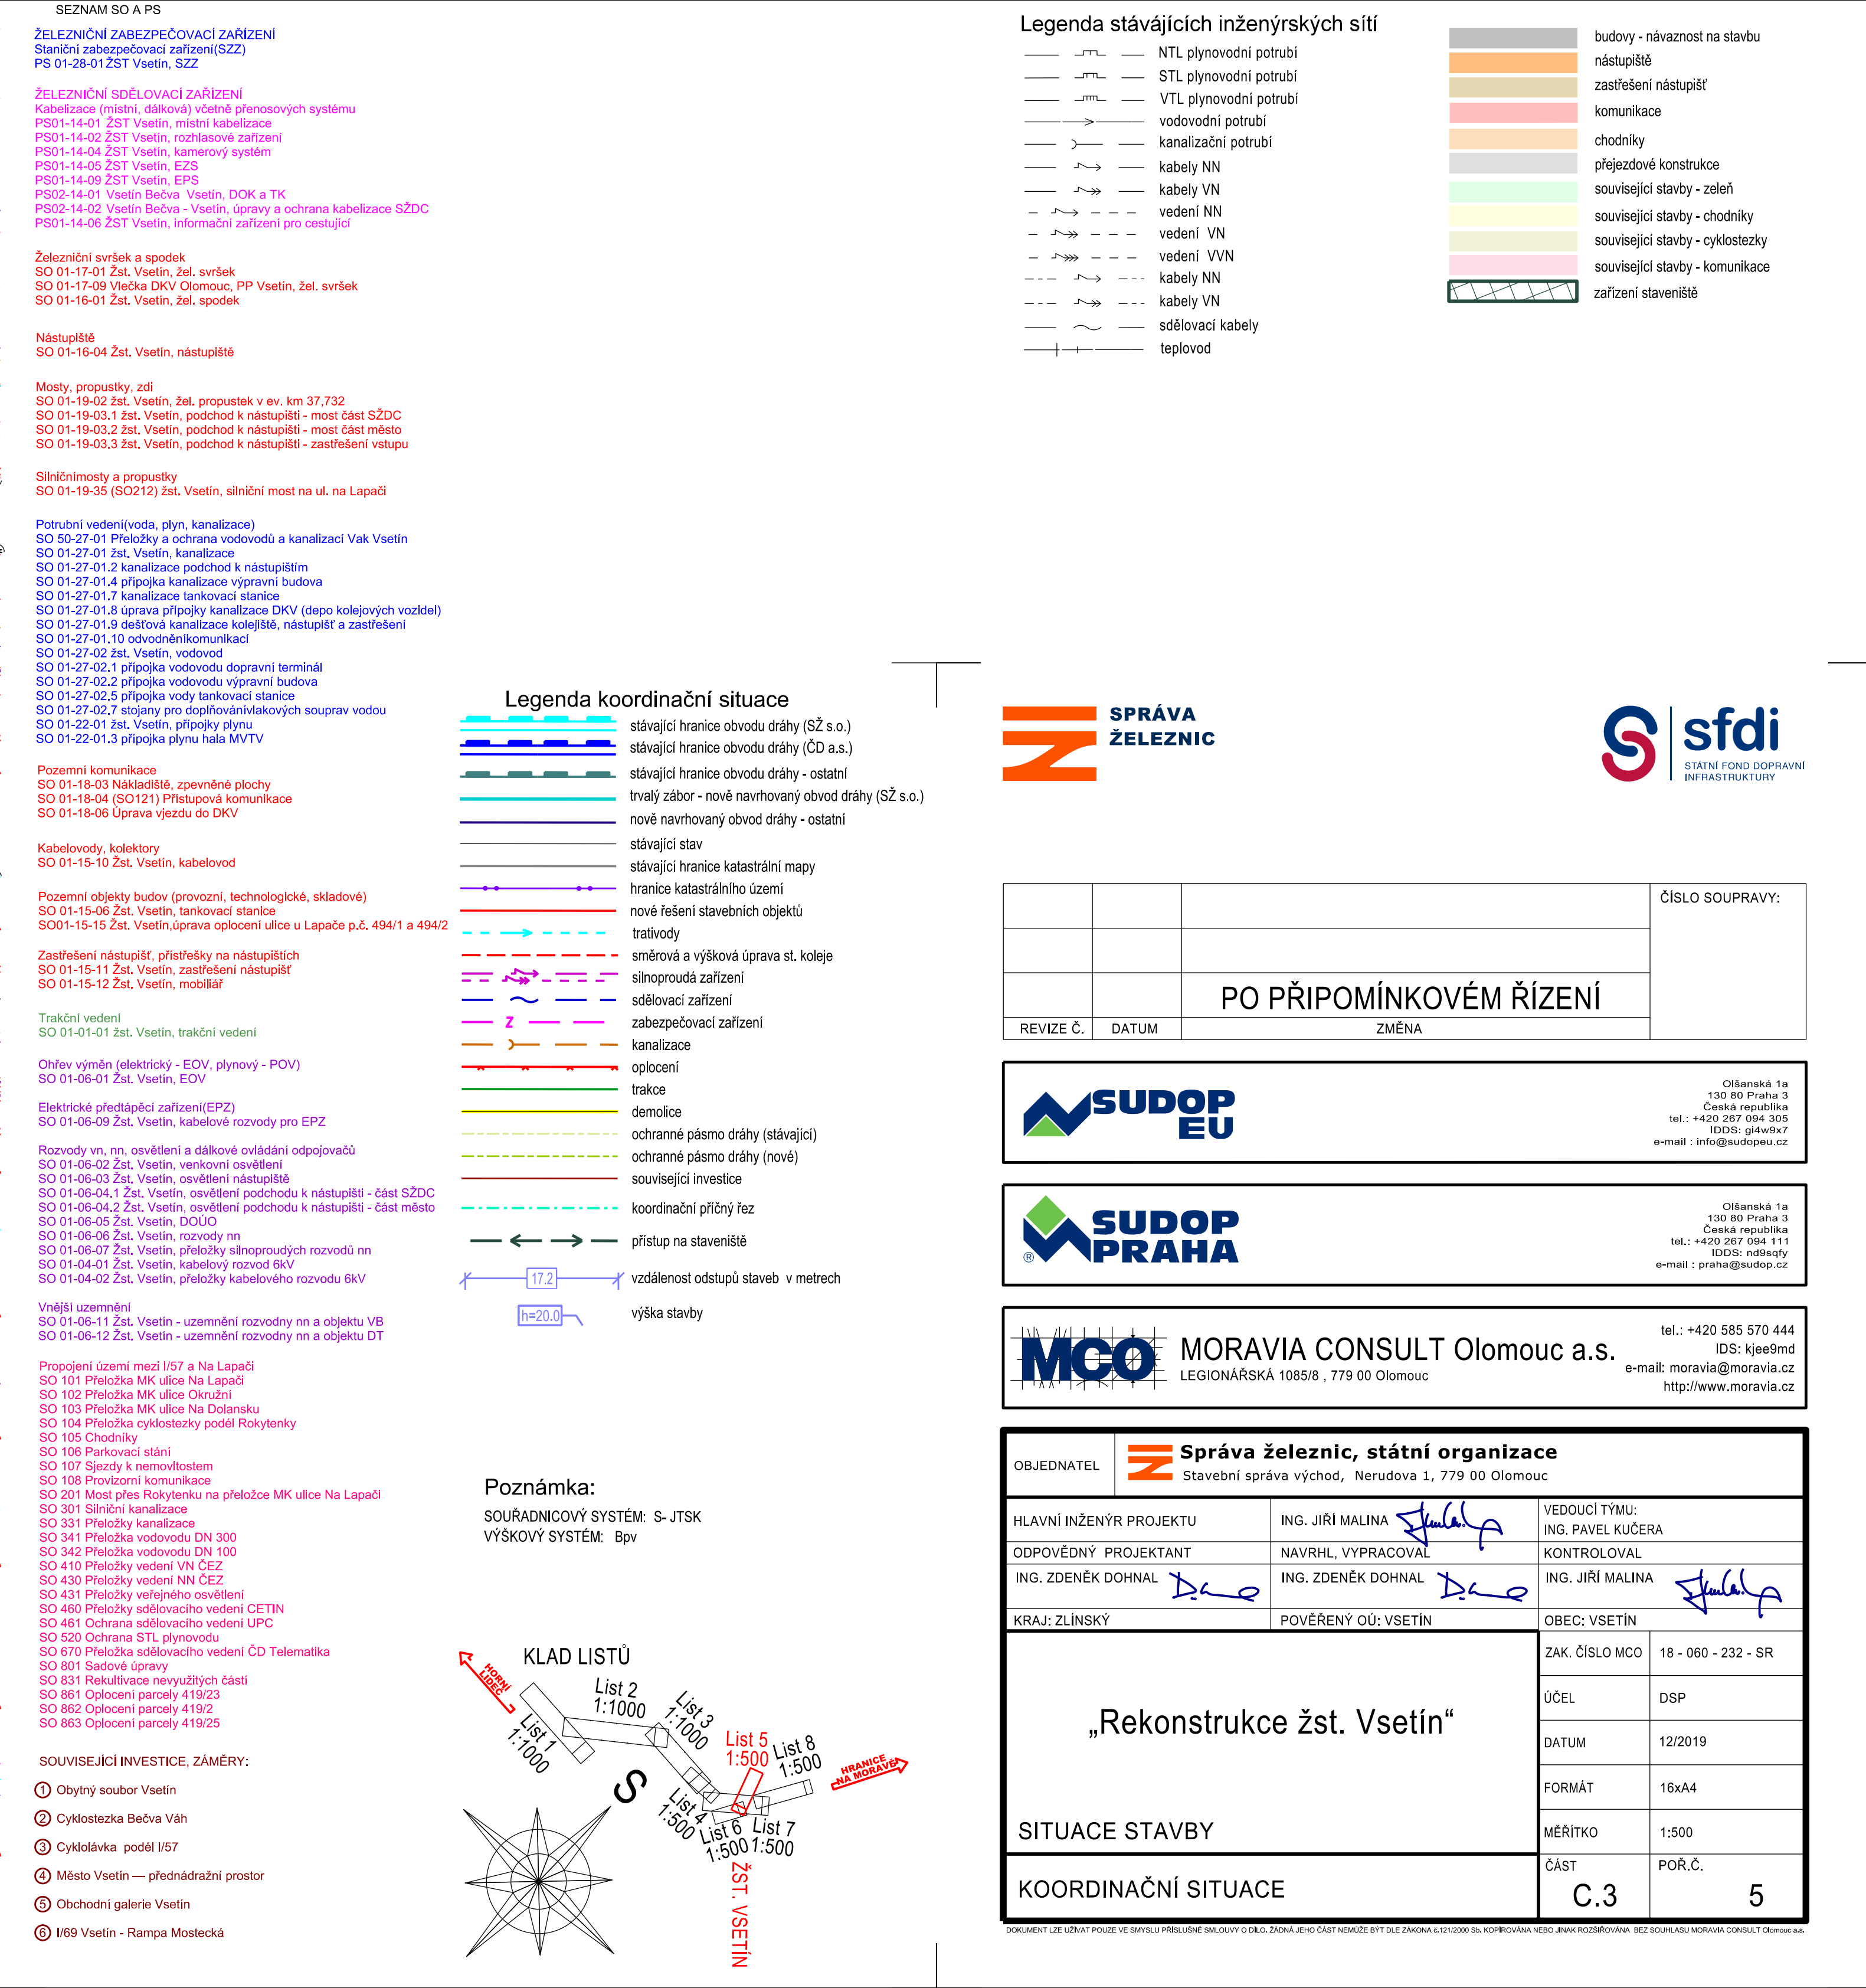 SEZNAM SO A PS
ŽELEZNIČNÍ ZABEZPEČOVACÍ ZAŘÍZENÍ
Staniční zabezpečovací zařízení(SZZ)
PS 01-28-01ŽST Vsetín, SZZ
ŽELEZNIČNÍ SDĚLOVACÍ ZAŘÍZENÍ
Kabelizace (místní, dálková) včetně přenosových systému
PS01-14-01 ŽST Vsetín, místní kabelizace
PS01-14-02 ŽST Vsetín, rozhlasové zařízení
PS01-14-04 ŽST Vsetín, kamerový systém
PS01-14-05 ŽST Vsetín, EZS
PS01-14-09 ŽST Vsetín, EPS
PS02-14-01 Vsetín Bečva Vsetín, DOK a TK
PS02-14-02 Vsetín Bečva - Vsetín, úpravy a ochrana kabelizace SŽDC
PS01-14-06 ŽST Vsetín, informační zařízení pro cestující
Železniční svršek a spodek
SO 01-17-01 Žst. Vsetín, žel. svršek
SO 01-17-09 Vlečka DKV Olomouc, PP Vsetín, žel. svršek
SO 01-16-01 Žst. Vsetín, žel. spodek
Nástupiště
SO 01-16-04 Žst. Vsetín, nástupiště
Mosty, propustky, zdi
SO 01-19-02 žst. Vsetín, žel. propustek v ev. km 37,732
SO 01-19-03.1 žst. Vsetín, podchod k nástupišti - most část SŽDC
SO 01-19-03.2 žst. Vsetín, podchod k nástupišti - most část město
SO 01-19-03.3 žst. Vsetín, podchod k nástupišti - zastřešení vstupu
Silničnímosty a propustky
SO 01-19-35 (SO212) žst. Vsetín, silniční most na ul. na Lapači
Potrubní vedení(voda, plyn, kanalizace)
SO 50-27-01 Přeložky a ochrana vodovodů a kanalizací Vak Vsetín
SO 01-27-01 žst. Vsetín, kanalizace
SO 01-27-01.2 kanalizace podchod k nástupištím
SO 01-27-01.4 přípojka kanalizace výpravní budova
SO 01-27-01.7 kanalizace tankovací stanice
SO 01-27-01.8 úprava přípojky kanalizace DKV (depo kolejových vozidel)
SO 01-27-01.9 dešťová kanalizace kolejiště, nástupišť a zastřešení
SO 01-27-01.10 odvodněníkomunikací
SO 01-27-02 žst. Vsetín, vodovod
SO 01-27-02.1 přípojka vodovodu dopravní terminál
SO 01-27-02.2 přípojka vodovodu výpravní budova
SO 01-27-02.5 přípojka vody tankovací stanice
SO 01-27-02.7 stojany pro doplňovánívlakových souprav vodou
SO 01-22-01 žst. Vsetín, přípojky plynu
SO 01-22-01.3 přípojka plynu hala MVTV
Pozemní komunikace
SO 01-18-03 Nákladiště, zpevněné plochy
SO 01-18-04 (SO121) Přístupová komunikace
SO 01-18-06 Úprava vjezdu do DKV
Kabelovody, kolektory
SO 01-15-10 Žst. Vsetín, kabelovod
Pozemní objekty budov (provozní, technologické, skladové)
SO 01-15-06 Žst. Vsetín, tankovací stanice
SO01-15-15 Žst. Vsetín,úprava oplocení ulice u Lapače p.č. 494/1 a 494/2
Zastřešení nástupišť, přístřešky na nástupištích
SO 01-15-11 Žst. Vsetín, zastřešení nástupišť
SO 01-15-12 Žst. Vsetín, mobiliář
Trakční vedení
SO 01-01-01 žst. Vsetín, trakční vedení
Ohřev výměn (elektrický - EOV, plynový - POV)
SO 01-06-01 Žst. Vsetín, EOV
Elektrické předtápěcí zařízení(EPZ)
SO 01-06-09 Žst. Vsetín, kabelové rozvody pro EPZ
Rozvody vn, nn, osvětlení a dálkové ovládání odpojovačů
SO 01-06-02 Žst. Vsetín, venkovní osvětlení
SO 01-06-03 Žst. Vsetín, osvětlení nástupiště
SO 01-06-04.1 Žst. Vsetín, osvětlení podchodu k nástupišti - část SŽDC
SO 01-06-04.2 Žst. Vsetín, osvětlení podchodu k nástupišti - část město
SO 01-06-05 Žst. Vsetín, DOÚO
SO 01-06-06 Žst. Vsetín, rozvody nn
SO 01-06-07 Žst. Vsetín, přeložky silnoproudých rozvodů nn
SO 01-04-01 Žst. Vsetín, kabelový rozvod 6kV
SO 01-04-02 Žst. Vsetín, přeložky kabelového rozvodu 6kV
Vnější uzemnění
SO 01-06-11 Žst. Vsetín - uzemnění rozvodny nn a objektu VB
SO 01-06-12 Žst. Vsetín - uzemnění rozvodny nn a objektu DT
Propojení území mezi I/57 a Na Lapači
SO 101 Přeložka MK ulice Na Lapači
SO 102 Přeložka MK ulice Okružní
SO 103 Přeložka MK ulice Na Dolansku
SO 104 Přeložka cyklostezky podél Rokytenky
SO 105 Chodníky
SO 106 Parkovací stání
SO 107 Sjezdy k nemovitostem
SO 108 Provizorní komunikace
SO 201 Most přes Rokytenku na přeložce MK ulice Na Lapači
SO 301 Silniční kanalizace
SO 331 Přeložky kanalizace
SO 341 Přeložka vodovodu DN 300
SO 342 Přeložka vodovodu DN 100
SO 410 Přeložky vedení VN ČEZ
SO 430 Přeložky vedení NN ČEZ
SO 431 Přeložky veřejného osvětlení
SO 460 Přeložky sdělovacího vedení CETIN
SO 461 Ochrana sdělovacího vedení UPC
SO 520 Ochrana STL plynovodu
SO 670 Přeložka sdělovacího vedení ČD Telematika
SO 801 Sadové úpravy
SO 831 Rekultivace nevyužitých částí
SO 861 Oplocení parcely 419/23
SO 862 Oplocení parcely 419/2
SO 863 Oplocení parcely 419/25
SOUVISEJÍCÍ INVESTICE, ZÁMĚRY:
1 Obytný soubor Vsetín
2 Cyklostezka Bečva Váh
3 Cyklolávka podél I/57
4 Město Vsetín — přednádražní prostor
5 Obchodní galerie Vsetín
6 I/69 Vsetín - Rampa Mostecká
Legenda koordinační situace
stávající hranice obvodu dráhy (SŽ s.o.)
stávající hranice obvodu dráhy (ČD a.s.)
stávající hranice obvodu dráhy - ostatní
trvalý zábor - nově navrhovaný obvod dráhy (SŽ s.o.)
nově navrhovaný obvod dráhy - ostatní
stávající stav
stávající hranice katastrální mapy
hranice katastrálního území
nové řešení stavebních objektů
trativody
směrová a výšková úprava st. koleje
silnoproudá zařízení
sdělovací zařízení
Z zabezpečovací zařízení
kanalizace
oplocení
trakce
demolice
ochranné pásmo dráhy (stávající)
ochranné pásmo dráhy (nové)
související investice
koordinační příčný řez
přístup na staveniště
17.2 vzdálenost odstupů staveb v metrech
h=20.0 výška stavby
Poznámka:
SOUŘADNICOVÝ SYSTÉM: S- JTSK
VÝŠKOVÝ SYSTÉM: Bpv
KLAD LISTŮ
HORNÍ
LIDEČ
List 1
1:1000
List 2
1:1000
List 3
1:1000
List 4
1:500
List 5
1:500
List 6
1:500
List 7
1:500
List 8
1:500
HRANICE
NA MORAVĚ
S
ŽST. VSETÍN
Legenda stávajících inženýrských sítí
NTL plynovodní potrubí
STL plynovodní potrubí
VTL plynovodní potrubí
vodovodní potrubí
kanalizační potrubí
kabely NN
kabely VN
vedení NN
vedení VN
vedení VVN
kabely NN
kabely VN
sdělovací kabely
teplovod
budovy - návaznost na stavbu
nástupiště
zastřešení nástupišť
komunikace
chodníky
přejezdové konstrukce
související stavby - zeleň
související stavby - chodníky
související stavby - cyklostezky
související stavby - komunikace
zařízení staveniště
SPRÁVA
ŽELEZNIC
sfdi
STÁTNÍ FOND DOPRAVNÍ
INFRASTRUKTURY
ČÍSLO SOUPRAVY:
PO PŘIPOMÍNKOVÉM ŘÍZENÍ
REVIZE Č. DATUM ZMĚNA
SUDOP
EU
Olšanská 1a
130 80 Praha 3
Česká republika
tel.: +420 267 094 305
IDDS: gi4w9x7
e-mail : info@sudopeu.cz
SUDOP
PRAHA
®
Olšanská 1a
130 80 Praha 3
Česká republika
tel.: +420 267 094 111
IDDS: nd9sqfy
e-mail : praha@sudop.cz
MCO
MORAVIA CONSULT Olomouc a.s.
LEGIONÁŘSKÁ 1085/8 , 779 00 Olomouc
tel.: +420 585 570 444
IDS: kjee9md
e-mail: moravia@moravia.cz
http://www.moravia.cz
OBJEDNATEL
Správa železnic, státní organizace
Stavební správa východ, Nerudova 1, 779 00 Olomouc
HLAVNÍ INŽENÝR PROJEKTU ING. JIŘÍ MALINA
VEDOUCÍ TÝMU:
ING. PAVEL KUČERA
ODPOVĚDNÝ PROJEKTANT NAVRHL, VYPRACOVAL KONTROLOVAL
ING. ZDENĚK DOHNAL ING. ZDENĚK DOHNAL ING. JIŘÍ MALINA
KRAJ: ZLÍNSKÝ POVĚŘENÝ OÚ: VSETÍN OBEC: VSETÍN
„Rekonstrukce žst. Vsetín“
SITUACE STAVBY
KOORDINAČNÍ SITUACE
ZAK. ČÍSLO MCO 18 - 060 - 232 - SR
ÚČEL DSP
DATUM 12/2019
FORMÁT 16xA4
MĚŘÍTKO 1:500
ČÁST POŘ.Č.
C.3 5
DOKUMENT LZE UŽÍVAT POUZE VE SMYSLU PŘÍSLUŠNÉ SMLOUVY O DÍLO. ŽÁDNÁ JEHO ČÁST NEMŮŽE BÝT DLE ZÁKONA č.121/2000 Sb. KOPÍROVÁNA NEBO JINAK ROZŠIŘOVÁNA BEZ SOUHLASU MORAVIA CONSULT Olomouc a.s.